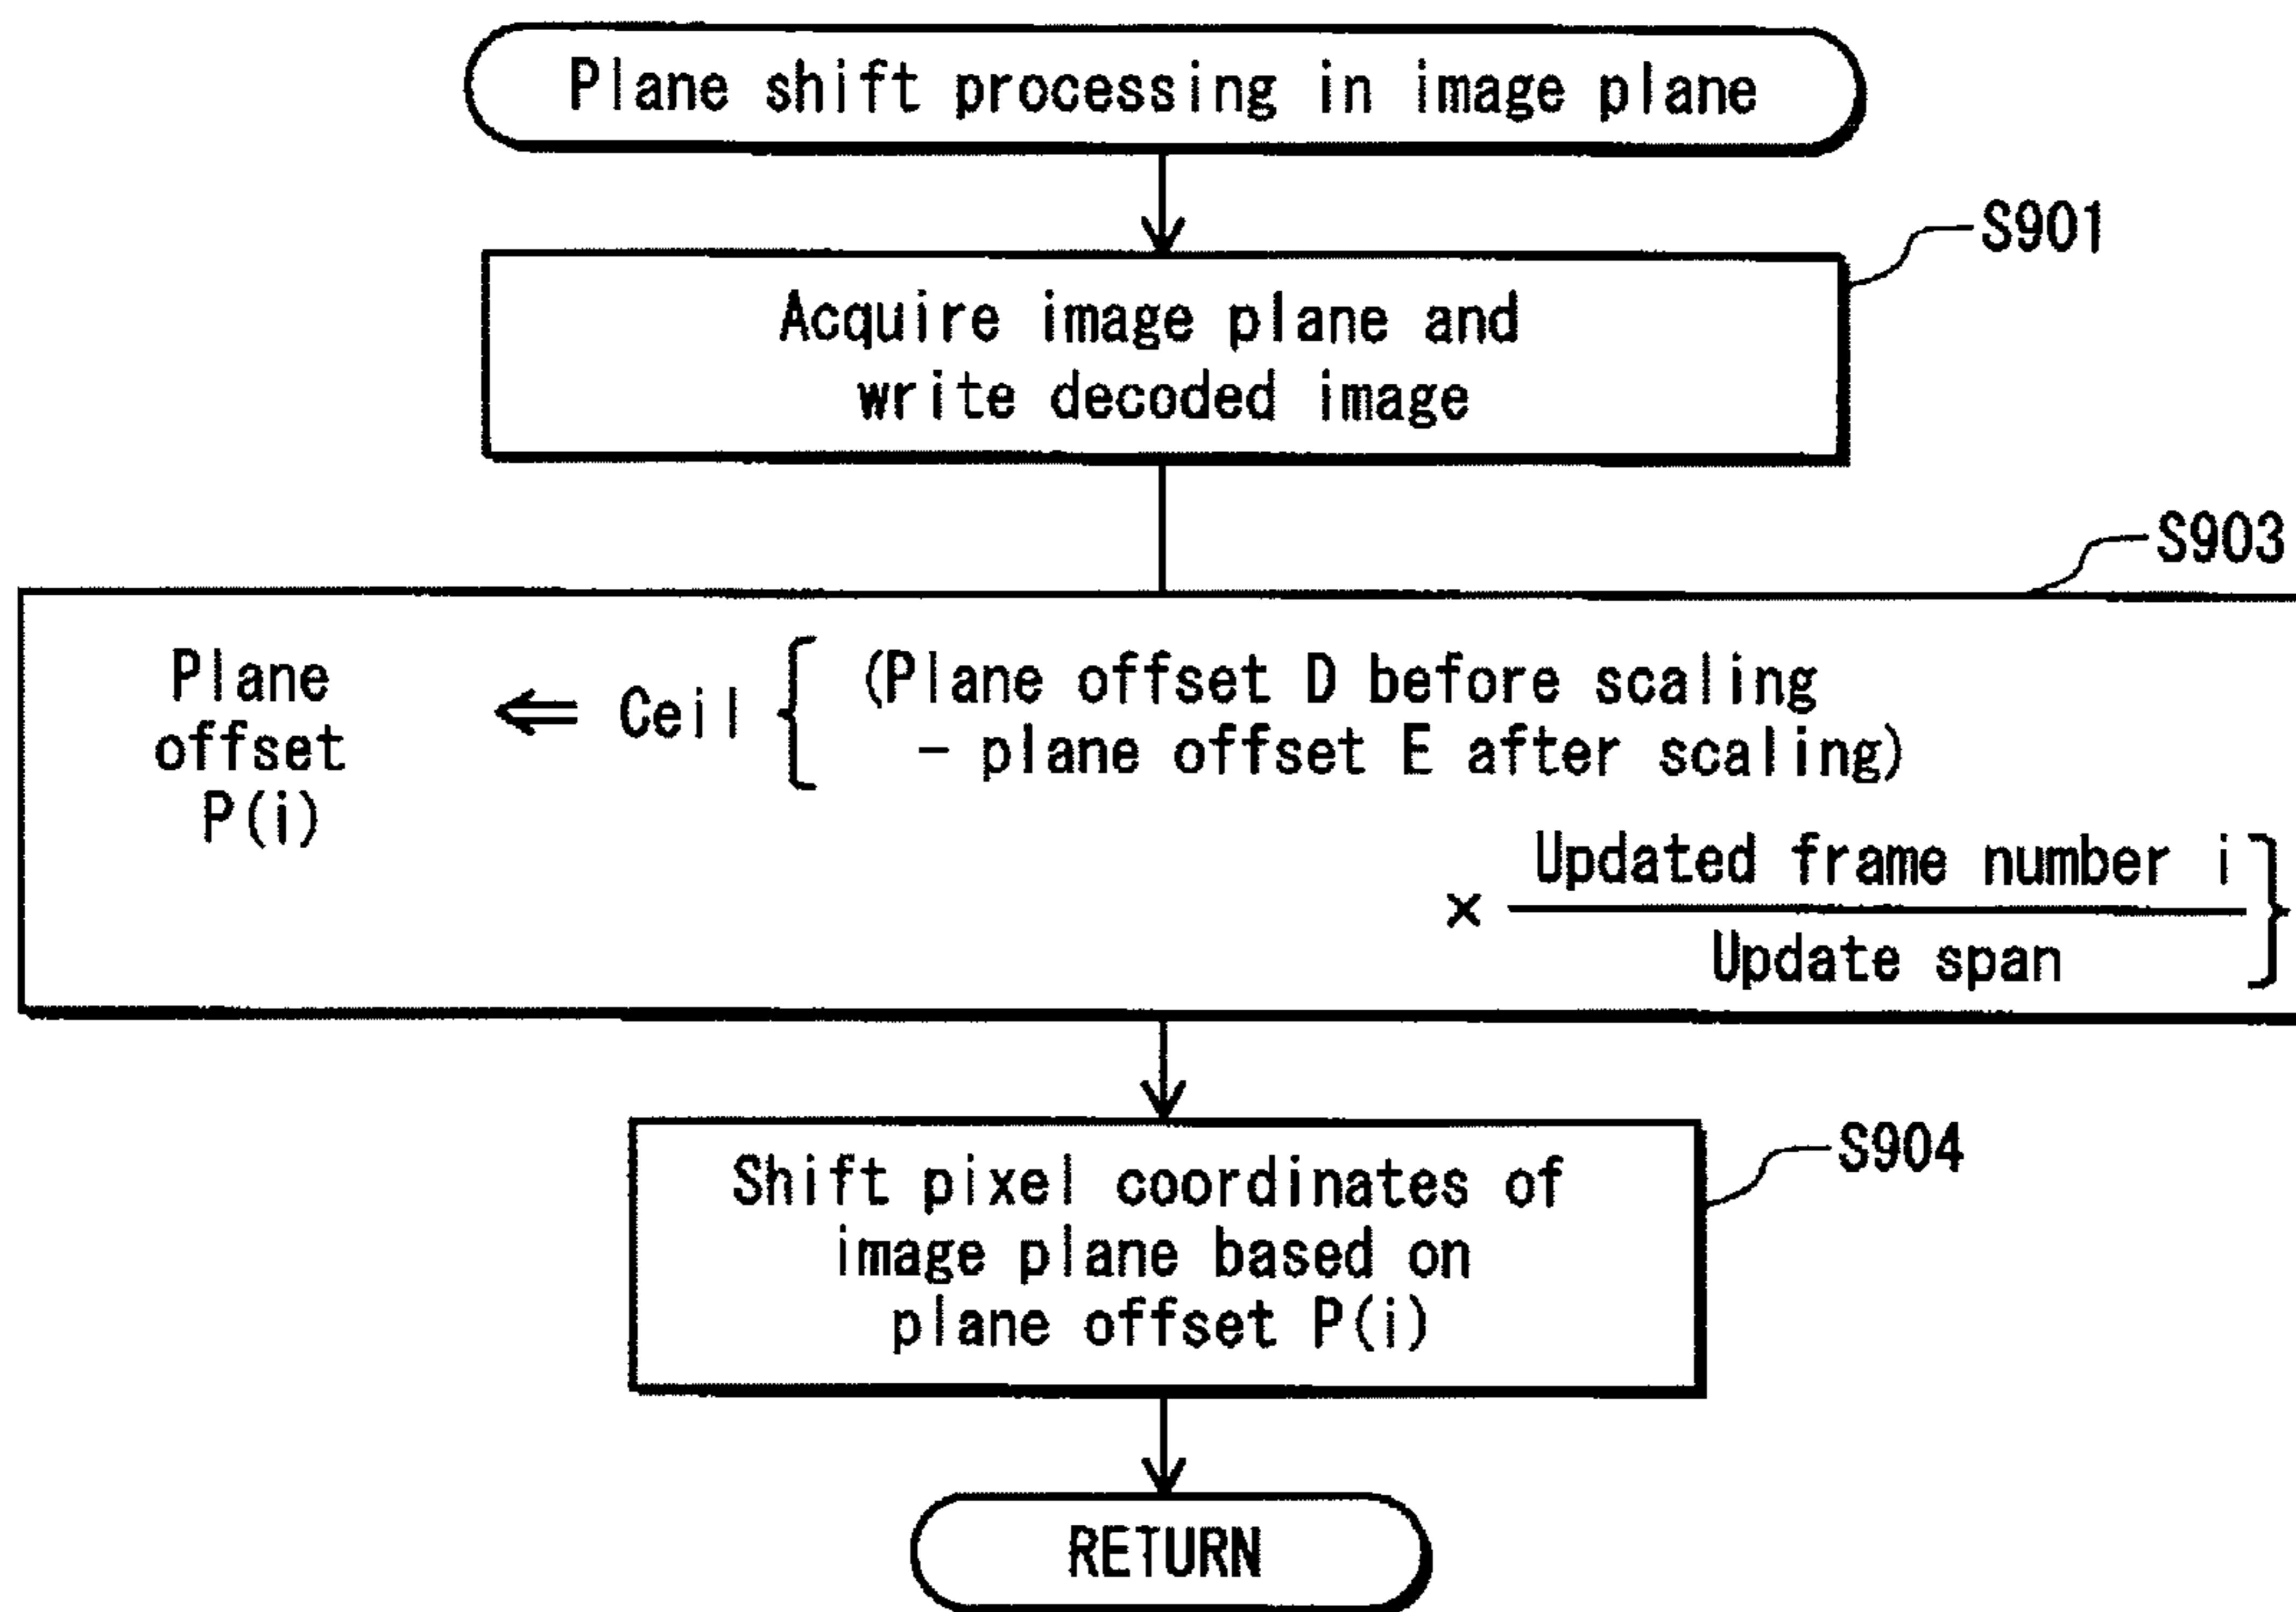 Plane shift processing in image plane
S901
Acquire image plane and
write decoded image
S903
Plane
offset
P(i)
⇐ Ceil { (Plane offset D before scaling
- plane offset E after scaling)
× Updated frame number i }
Update span
S904
Shift pixel coordinates of
image plane based on
plane offset P(i)
RETURN